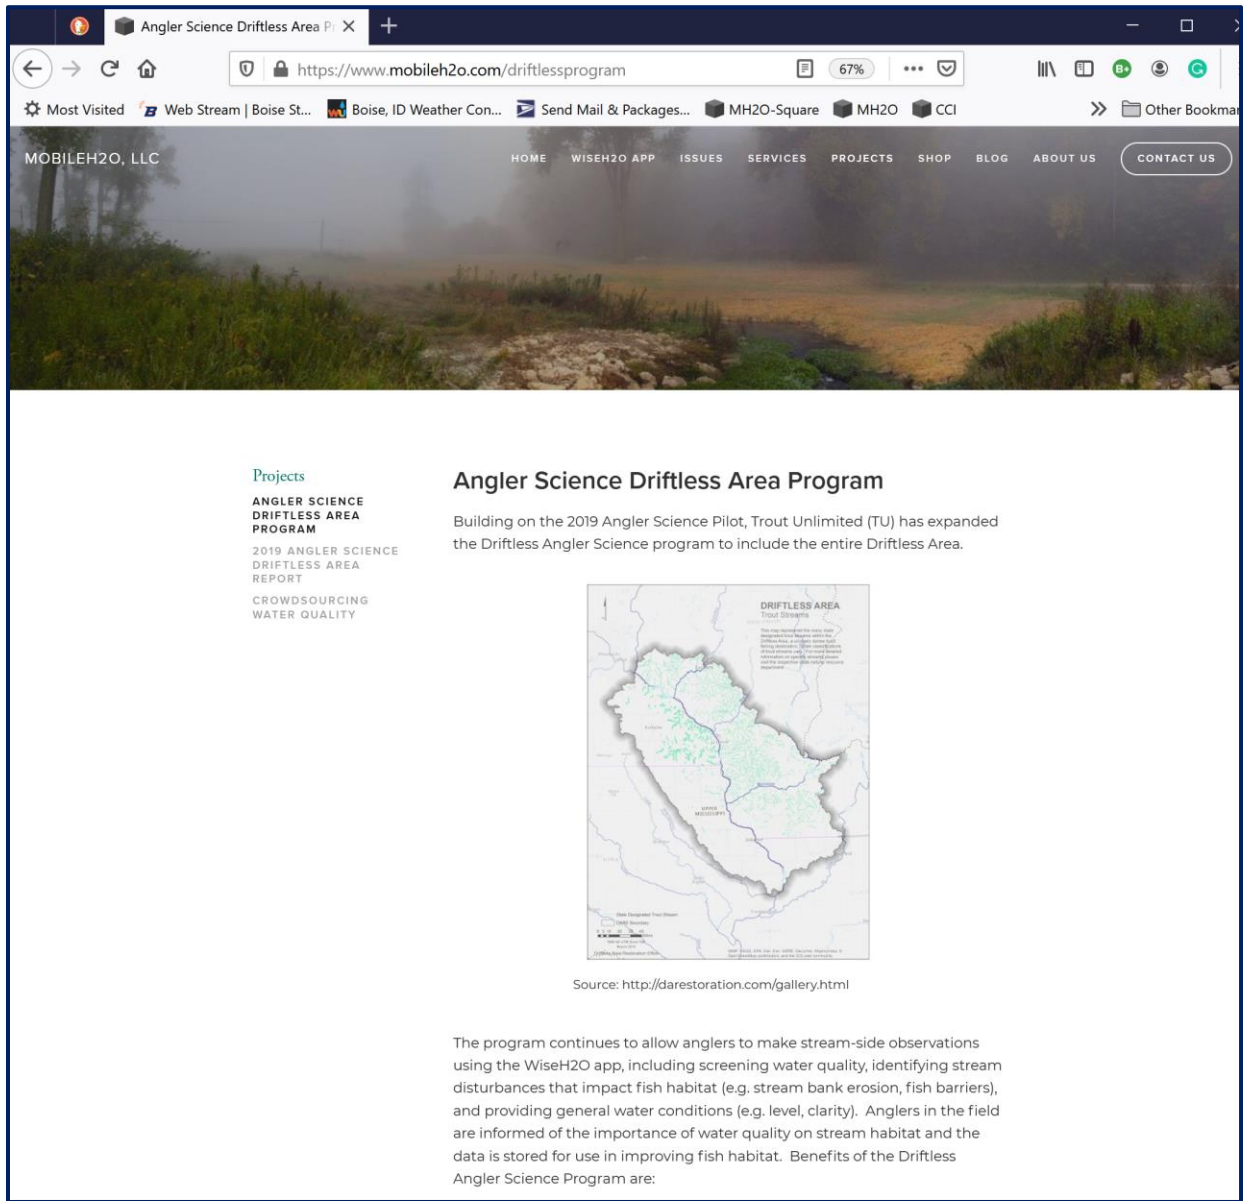 Angler Science Driftless Area P
https://www.mobileh2o.com/driftlessprogram
67%
Most Visited
Web Stream | Boise St...
Boise, ID Weather Con...
Send Mail & Packages...
MH2O-Square
MH2O
CCI
Other Bookmar
MOBILEH2O, LLC
HOME
WISEH2O APP
ISSUES
SERVICES
PROJECTS
SHOP
BLOG
ABOUT US
CONTACT US
Projects
ANGLER SCIENCE
DRIFTLESS AREA
PROGRAM
2019 ANGLER SCIENCE
DRIFTLESS AREA
REPORT
CROWDSOURCING
WATER QUALITY
Angler Science Driftless Area Program
Building on the 2019 Angler Science Pilot, Trout Unlimited (TU) has expanded
the Driftless Angler Science program to include the entire Driftless Area.
DRIFTLESS AREA
Trout Streams
UPPER
MISSISSIPPI
State Designated Trout Stream
Source: http://darestoration.com/gallery.html
The program continues to allow anglers to make stream-side observations
using the WiseH2O app, including screening water quality, identifying stream
disturbances that impact fish habitat (e.g. stream bank erosion, fish barriers),
and providing general water conditions (e.g. level, clarity).  Anglers in the field
are informed of the importance of water quality on stream habitat and the
data is stored for use in improving fish habitat.  Benefits of the Driftless
Angler Science Program are: